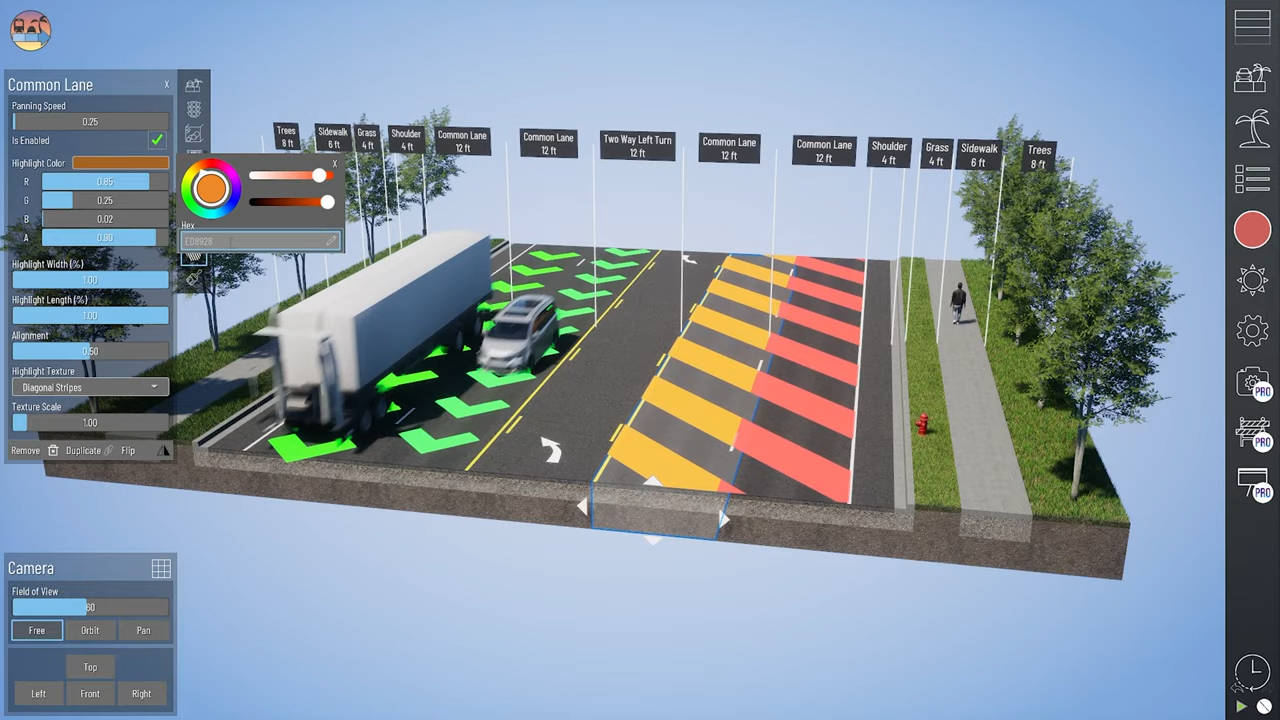 Common Lane X
Panning Speed
0.25
Is Enabled
Highlight Color
R 0.85
G 0.25
B 0.02
A 0.90
Highlight Width (%)
1.00
Highlight Length (%)
1.00
Alignment
0.50
Highlight Texture
Diagonal Stripes
Texture Scale
1.00
Remove Duplicate Flip
X
Hex
ED8928
Trees
8 ft
Sidewalk
6 ft
Grass
4 ft
Shoulder
4 ft
Common Lane
12 ft
Common Lane
12 ft
Two Way Left Turn
12 ft
Common Lane
12 ft
Common Lane
12 ft
Shoulder
4 ft
Grass
4 ft
Sidewalk
6 ft
Trees
8 ft
PRO
PRO
PRO
Camera
Field of View
60
Free Orbit Pan
Top
Left Front Right